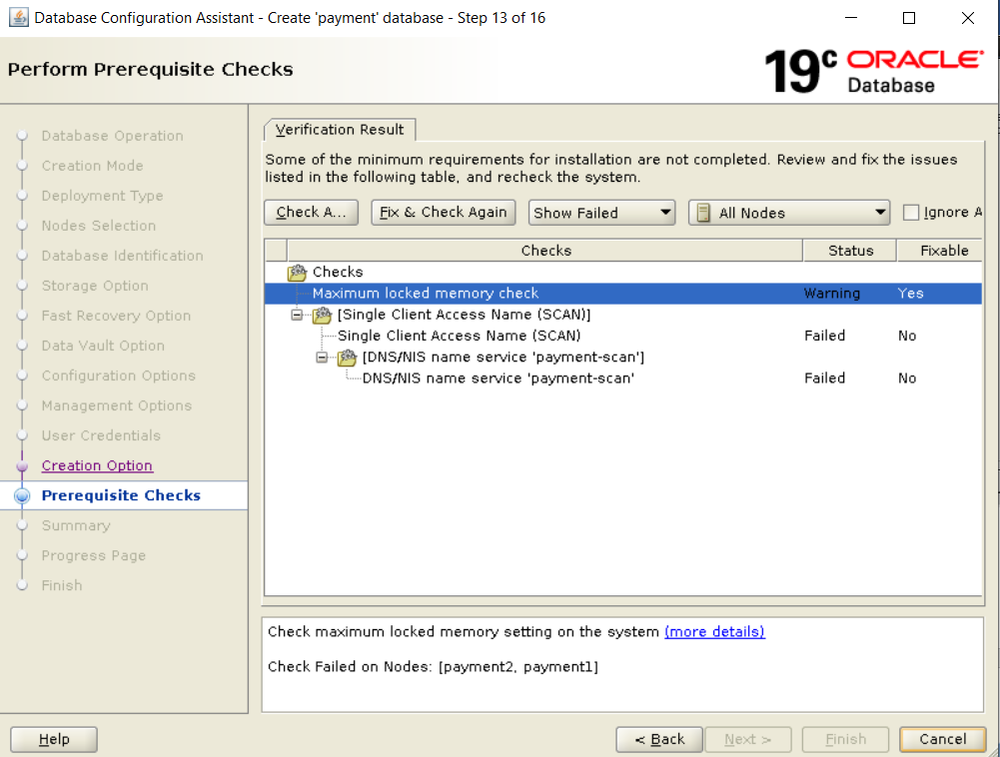 Database Configuration Assistant - Create 'payment' database - Step 13 of 16
Perform Prerequisite Checks
19c ORACLE
Database
Database Operation
Creation Mode
Deployment Type
Nodes Selection
Database Identification
Storage Option
Fast Recovery Option
Data Vault Option
Configuration Options
Management Options
User Credentials
Creation Option
Prerequisite Checks
Summary
Progress Page
Finish
Verification Result
Some of the minimum requirements for installation are not completed. Review and fix the issues
listed in the following table, and recheck the system.
Check A... Fix & Check Again Show Failed All Nodes Ignore A
Checks Status Fixable
Checks
Maximum locked memory check Warning Yes
[Single Client Access Name (SCAN)]
Single Client Access Name (SCAN) Failed No
[DNS/NIS name service 'payment-scan']
DNS/NIS name service 'payment-scan' Failed No
Check maximum locked memory setting on the system (more details)
Check Failed on Nodes: [payment2, payment1]
Help < Back Next > Finish Cancel